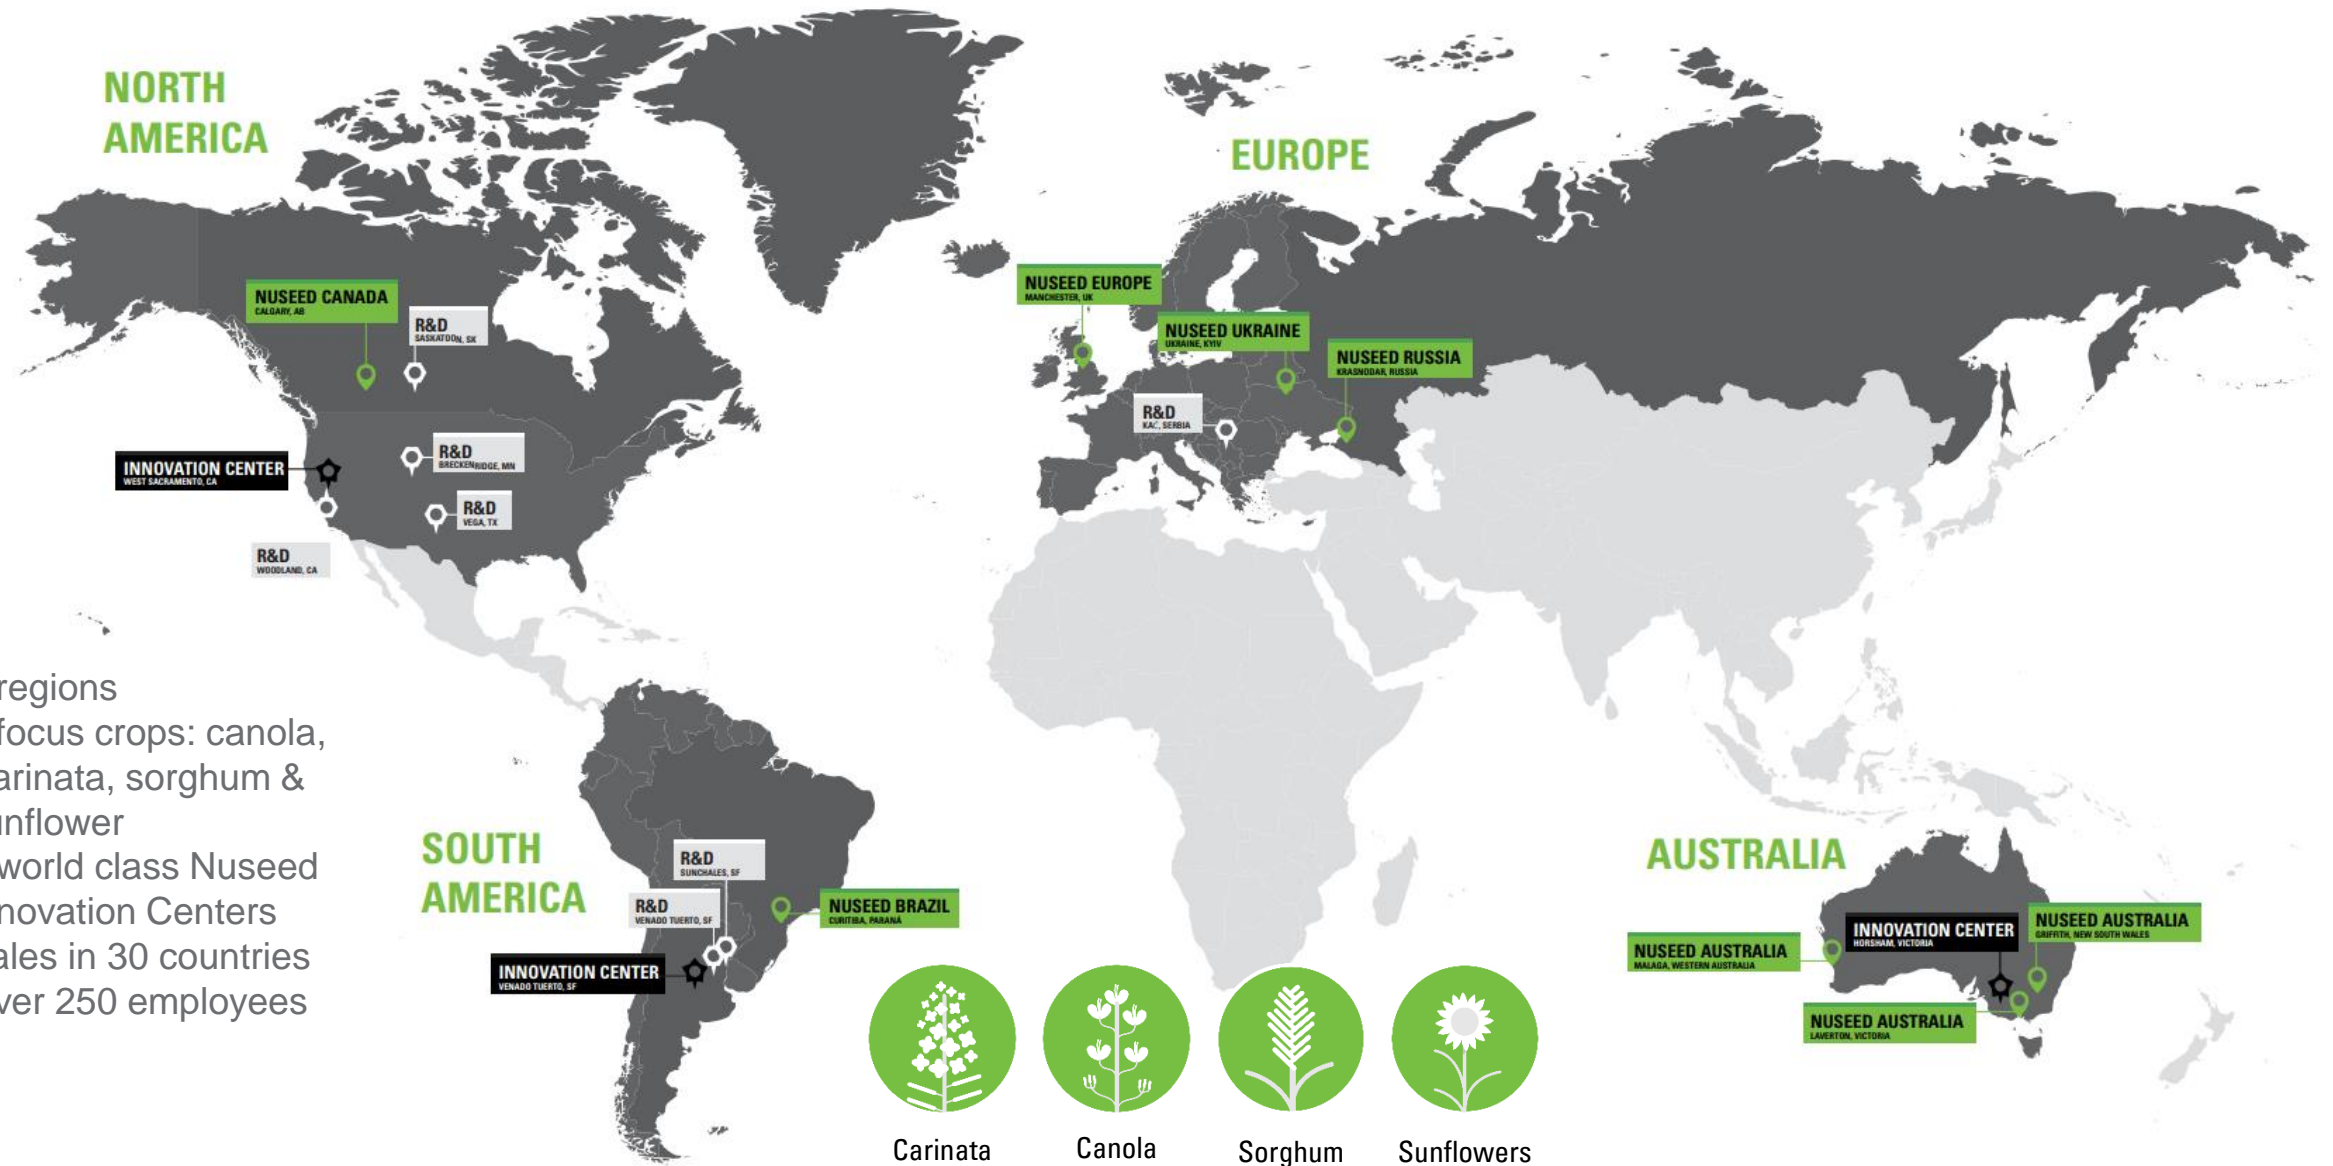 NORTH
AMERICA
EUROPE
NUSEED CANADA
CALGARY, AB
R&D
SASKATOON, SK
INNOVATION CENTER
WEST SACRAMENTO, CA
R&D
BRECKENRIDGE, MN
R&D
VEGA, TX
R&D
WOODLAND, CA
NUSEED EUROPE
MANCHESTER, UK
NUSEED UKRAINE
UKRAINE, KYIV
NUSEED RUSSIA
KRASNODAR, RUSSIA
R&D
KAC, SERBIA
regions
focus crops: canola,
arinata, sorghum &
unflower
world class Nuseed
novation Centers
ales in 30 countries
ver 250 employees
SOUTH
AMERICA
R&D
SUNCHALES, SF
R&D
VENADO TUERTO, SF
NUSEED BRAZIL
CURITIBA, PARANÁ
INNOVATION CENTER
VENADO TUERTO, SF
AUSTRALIA
INNOVATION CENTER
HORSHAM, VICTORIA
NUSEED AUSTRALIA
GRIFFITH, NEW SOUTH WALES
NUSEED AUSTRALIA
MALAGA, WESTERN AUSTRALIA
NUSEED AUSTRALIA
LAVERTON, VICTORIA
Carinata
Canola
Sorghum
Sunflowers